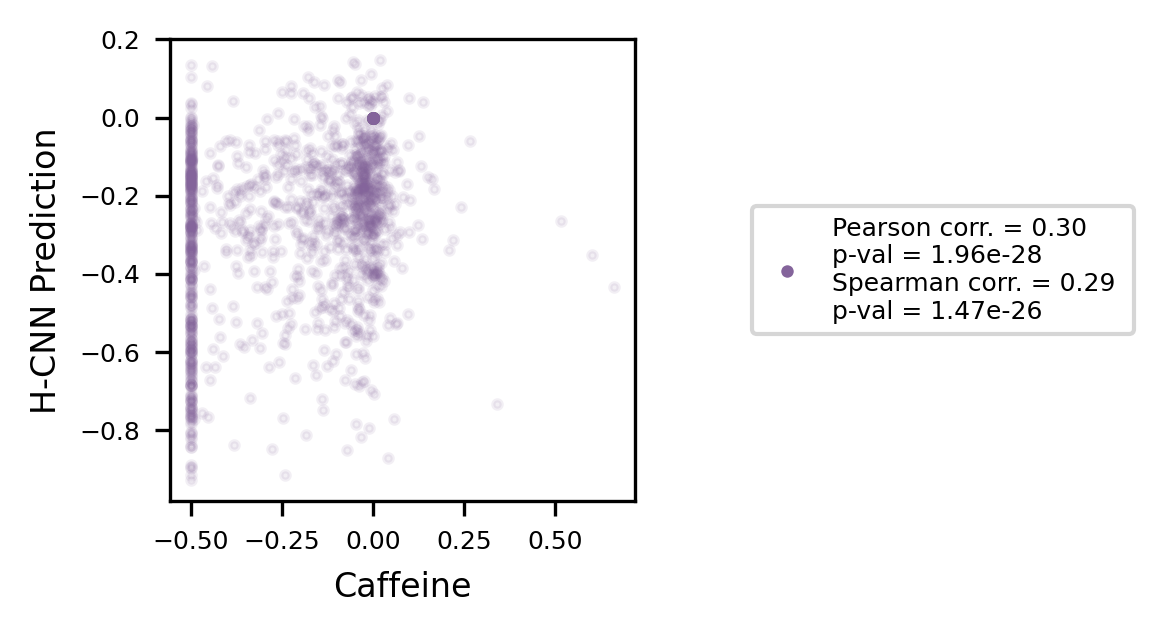 0.2
0.0
−0.2
−0.4
−0.6
−0.8
H-CNN Prediction
−0.50 −0.25 0.00 0.25 0.50
Caffeine
Pearson corr. = 0.30
p-val = 1.96e-28
Spearman corr. = 0.29
p-val = 1.47e-26